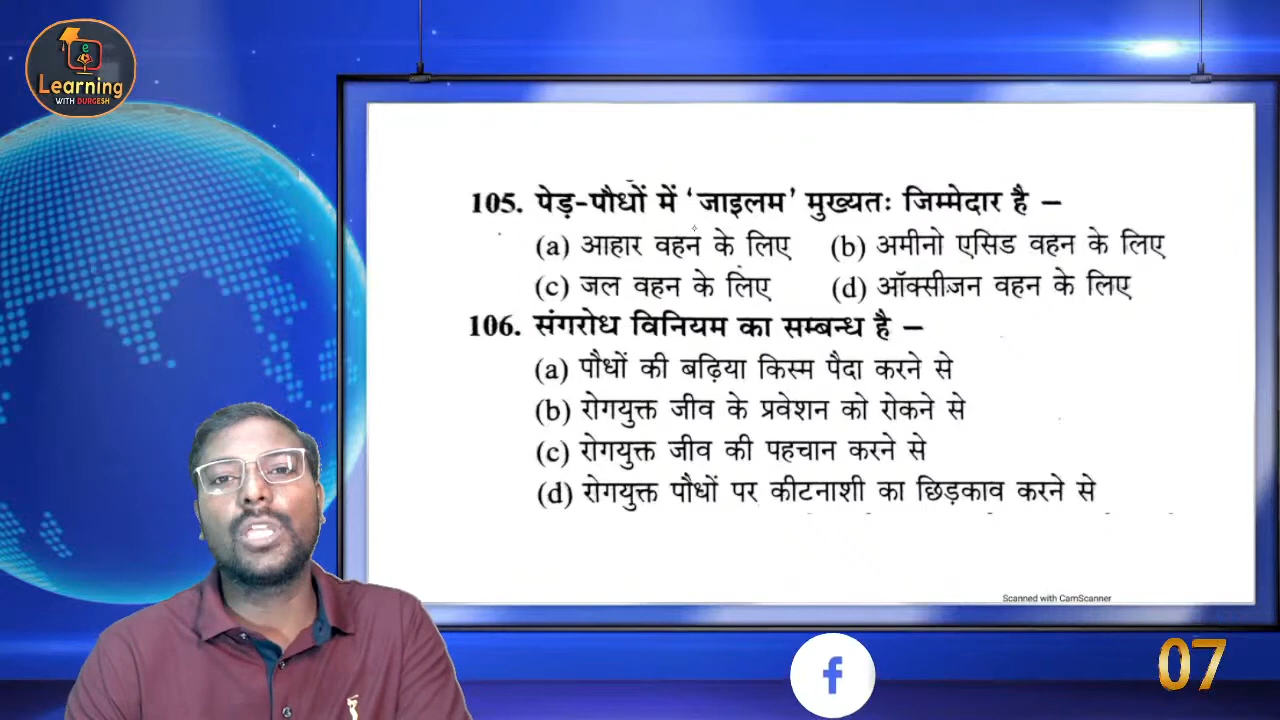 e
Learning
WITH DURGESH
105. पेड़-पौधों में 'जाइलम' मुख्यतः जिम्मेदार है –
(a) आहार वहन के लिए (b) अमीनो एसिड वहन के लिए
(c) जल वहन के लिए (d) ऑक्सीजन वहन के लिए
106. संगरोध विनियम का सम्बन्ध है –
(a) पौधों की बढ़िया किस्म पैदा करने से
(b) रोगयुक्त जीव के प्रवेशन को रोकने से
(c) रोगयुक्त जीव की पहचान करने से
(d) रोगयुक्त पौधों पर कीटनाशी का छिड़काव करने से
Scanned with CamScanner
f
07